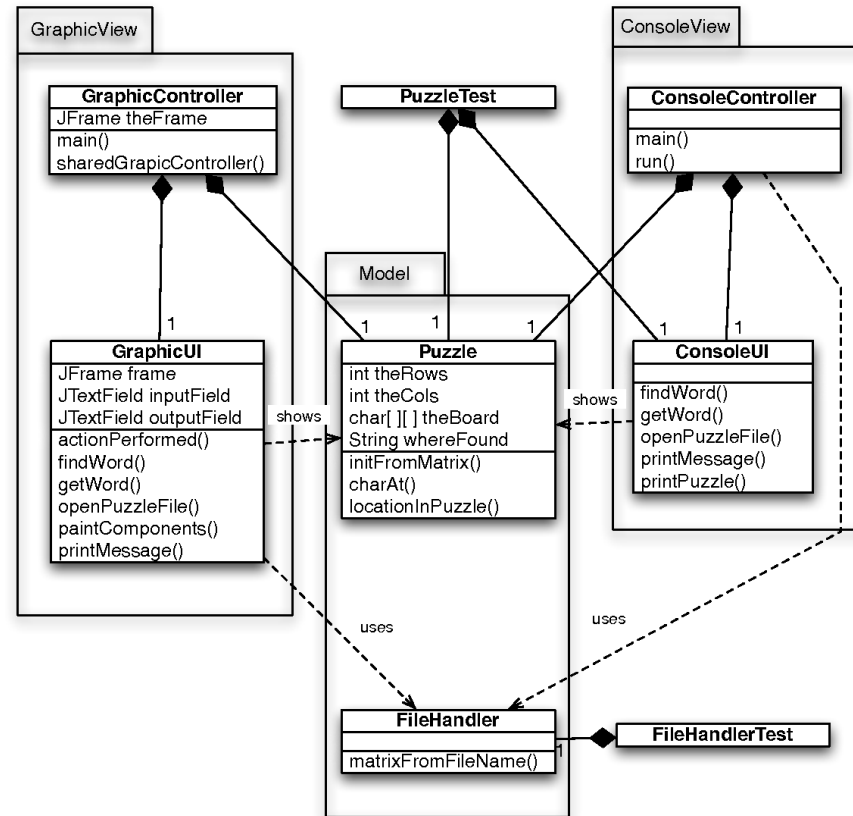 GraphicView
GraphicController
JFrame theFrame
main()
sharedGrapicController()
1
1
GraphicUI
JFrame frame
JTextField inputField
JTextField outputField
actionPerformed()
findWord()
getWord()
openPuzzleFile()
paintComponents()
printMessage()
shows
uses
PuzzleTest
Model
1
1
Puzzle
int theRows
int theCols
char[ ][ ] theBoard
String whereFound
initFromMatrix()
charAt()
locationInPuzzle()
FileHandler
matrixFromFileName()
1
FileHandlerTest
ConsoleView
ConsoleController
main()
run()
1
1
ConsoleUI
findWord()
getWord()
openPuzzleFile()
printMessage()
printPuzzle()
shows
uses